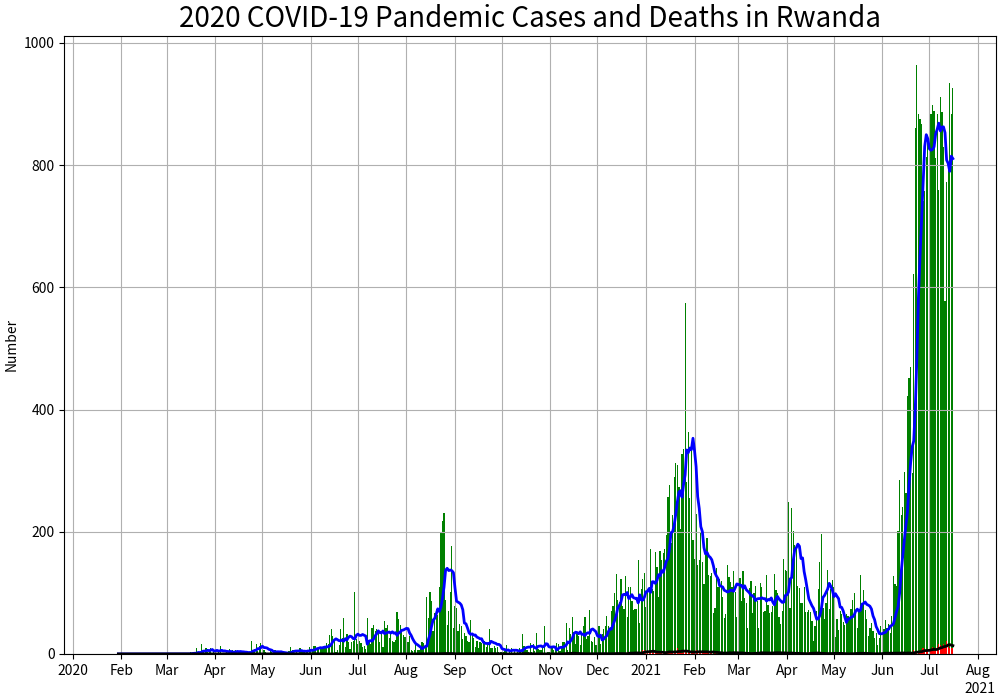 2020 COVID-19 Pandemic Cases and Deaths in Rwanda
1000
800
600
400
200
0
Number
2020 Feb Mar Apr May Jun Jul Aug Sep Oct Nov Dec 2021 Feb Mar Apr May Jun Jul Aug
2021